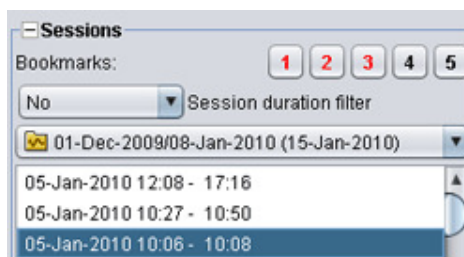 Sessions
Bookmarks: 1 2 3 4 5
No Session duration filter
01-Dec-2009/08-Jan-2010 (15-Jan-2010)
05-Jan-2010 12:08 - 17:16
05-Jan-2010 10:27 - 10:50
05-Jan-2010 10:06 - 10:08